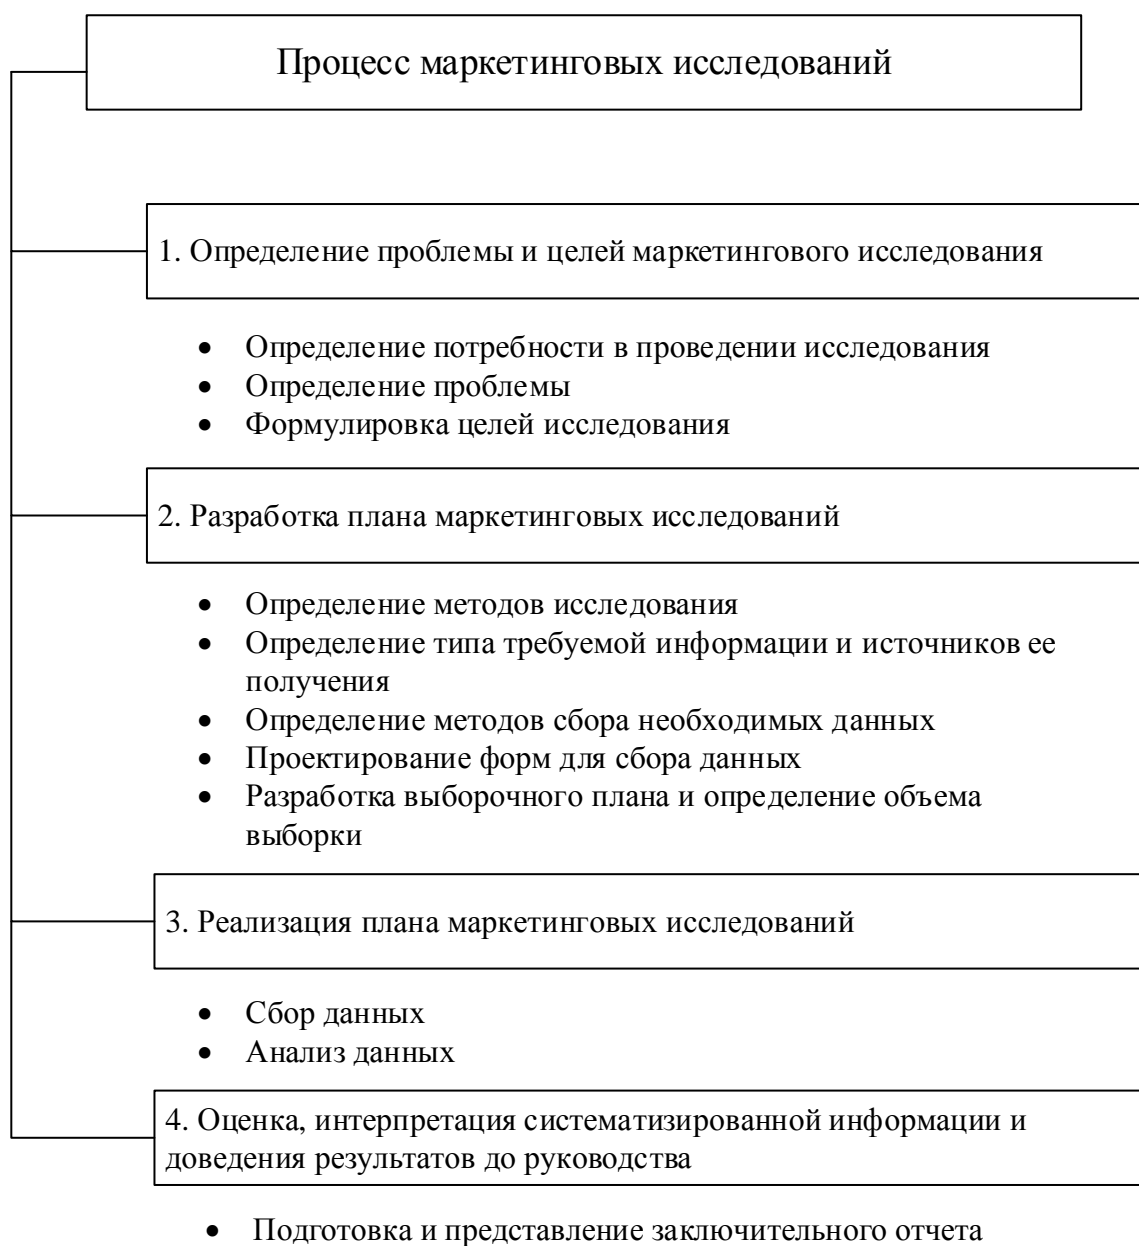 Процесс маркетинговых исследований
1. Определение проблемы и целей маркетингового исследования
• Определение потребности в проведении исследования
• Определение проблемы
• Формулировка целей исследования
2. Разработка плана маркетинговых исследований
• Определение методов исследования
• Определение типа требуемой информации и источников ее
получения
• Определение методов сбора необходимых данных
• Проектирование форм для сбора данных
• Разработка выборочного плана и определение объема
выборки
3. Реализация плана маркетинговых исследований
• Сбор данных
• Анализ данных
4. Оценка, интерпретация систематизированной информации и
доведения результатов до руководства
• Подготовка и представление заключительного отчета